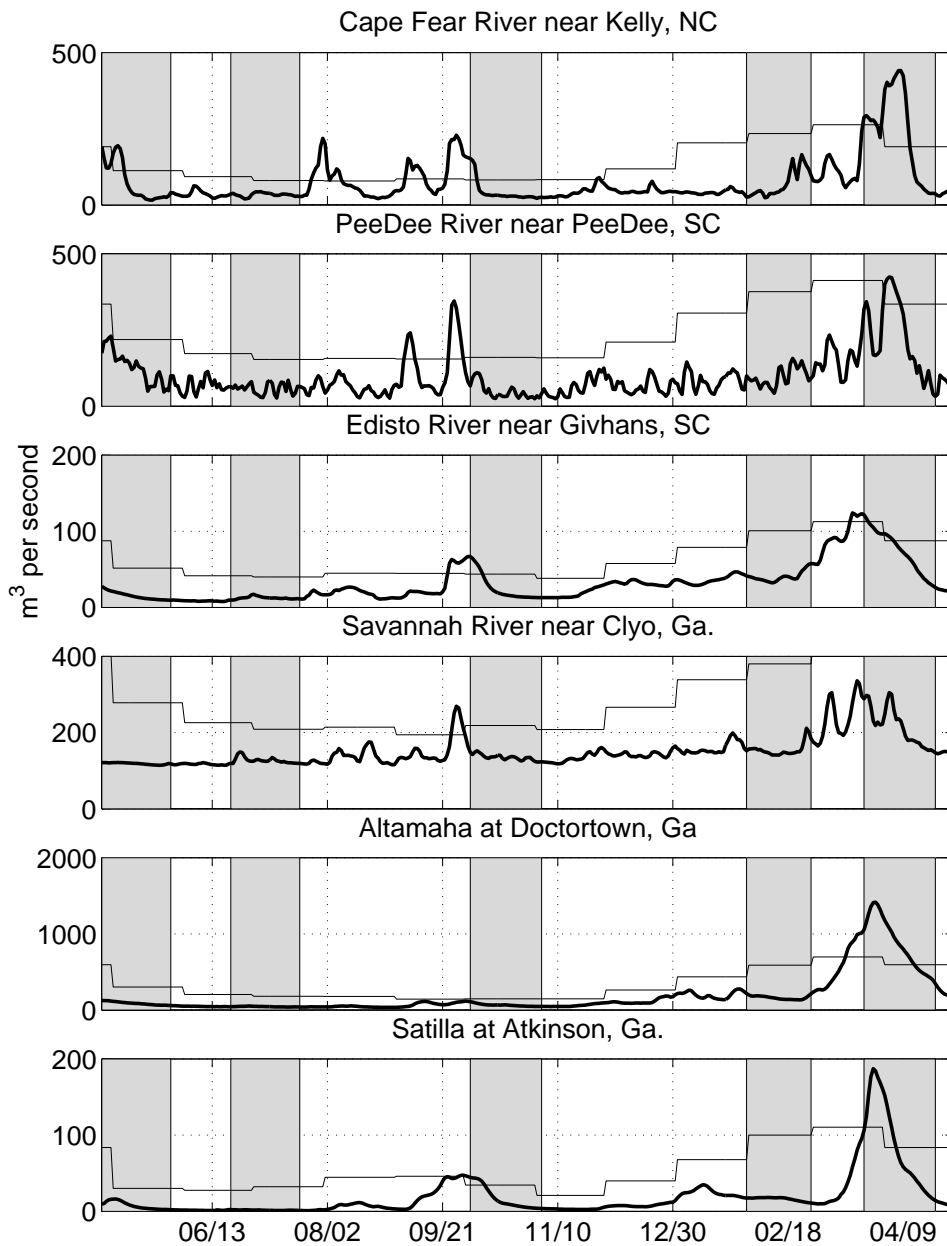 Cape Fear River near Kelly, NC
500
0
PeeDee River near PeeDee, SC
500
0
Edisto River near Givhans, SC
200
100
0
m³ per second
Savannah River near Clyo, Ga.
400
200
0
Altamaha at Doctortown, Ga
2000
1000
0
Satilla at Atkinson, Ga.
200
100
0
06/13 08/02 09/21 11/10 12/30 02/18 04/09